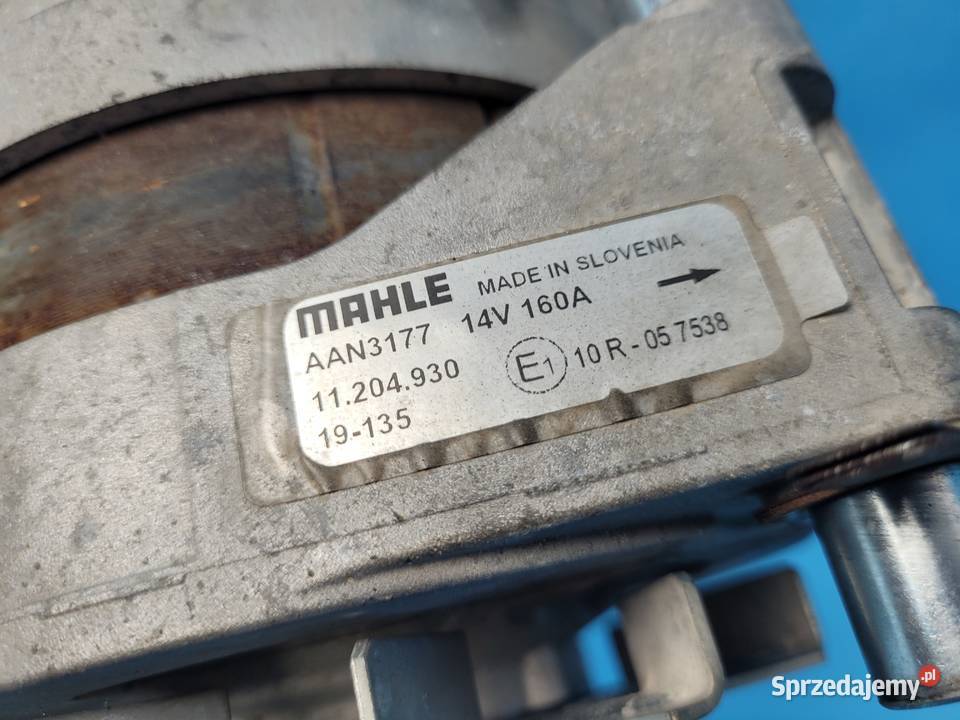 MAHLE MADE IN SLOVENIA
AAN3177 14V 160A
11.204.930 E1 10 R - 05 7538
19-135
Sprzedajemy.pl